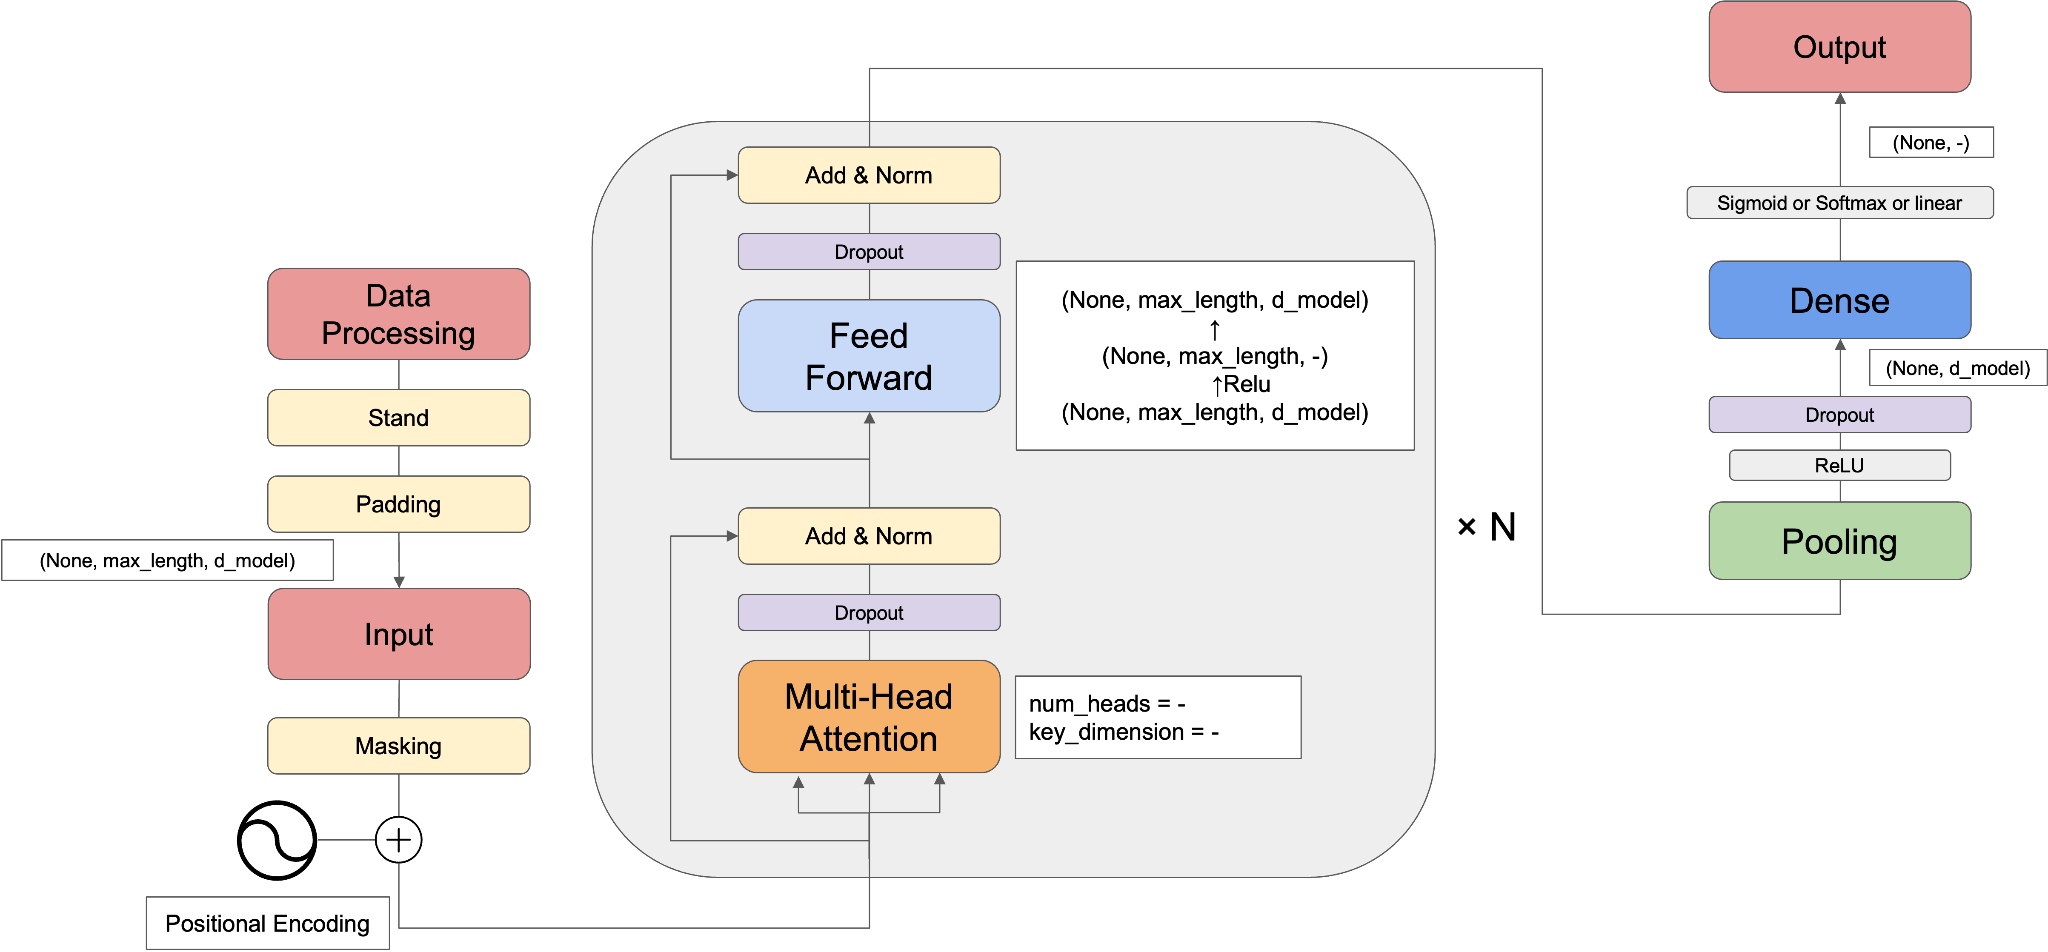 Data
Processing
Stand
Padding
(None, max_length, d_model)
Input
Masking
Positional Encoding
Add & Norm
Dropout
Feed
Forward
(None, max_length, d_model)
↑
(None, max_length, -)
↑Relu
(None, max_length, d_model)
Add & Norm
Dropout
Multi-Head
Attention
num_heads = -
key_dimension = -
× N
Output
(None, -)
Sigmoid or Softmax or linear
Dense
(None, d_model)
Dropout
ReLU
Pooling